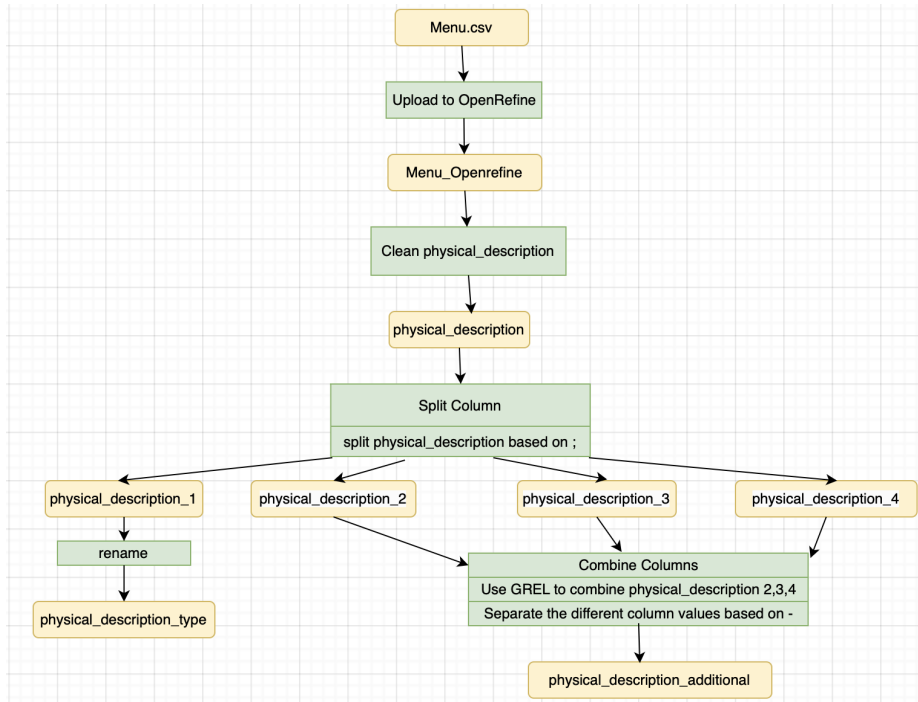 Menu.csv
Upload to OpenRefine
Menu_Openrefine
Clean physical_description
physical_description
Split Column
split physical_description based on ;
physical_description_1
physical_description_2
physical_description_3
physical_description_4
rename
Combine Columns
Use GREL to combine physical_description 2,3,4
Separate the different column values based on -
physical_description_type
physical_description_additional